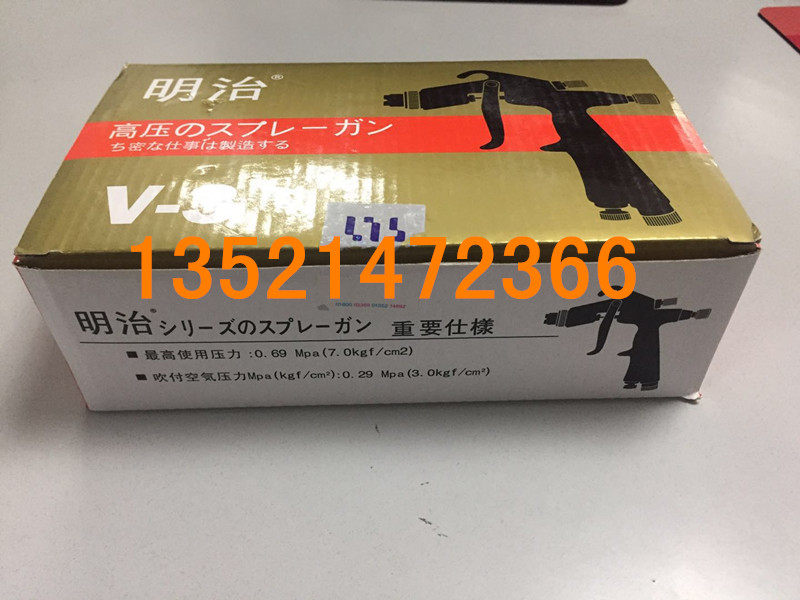 明治®
高压のスプレーガン
ち密な仕事は製造する
V-3
13521472366
明治® シリーズのスプレーガン 重要仕様
■ 最高使用压力:0.69 Mpa(7.0kgf/cm2)
■ 吹付空気圧力Mpa(kgf/cm²):0.29 Mpa(3.0kgf/cm²)